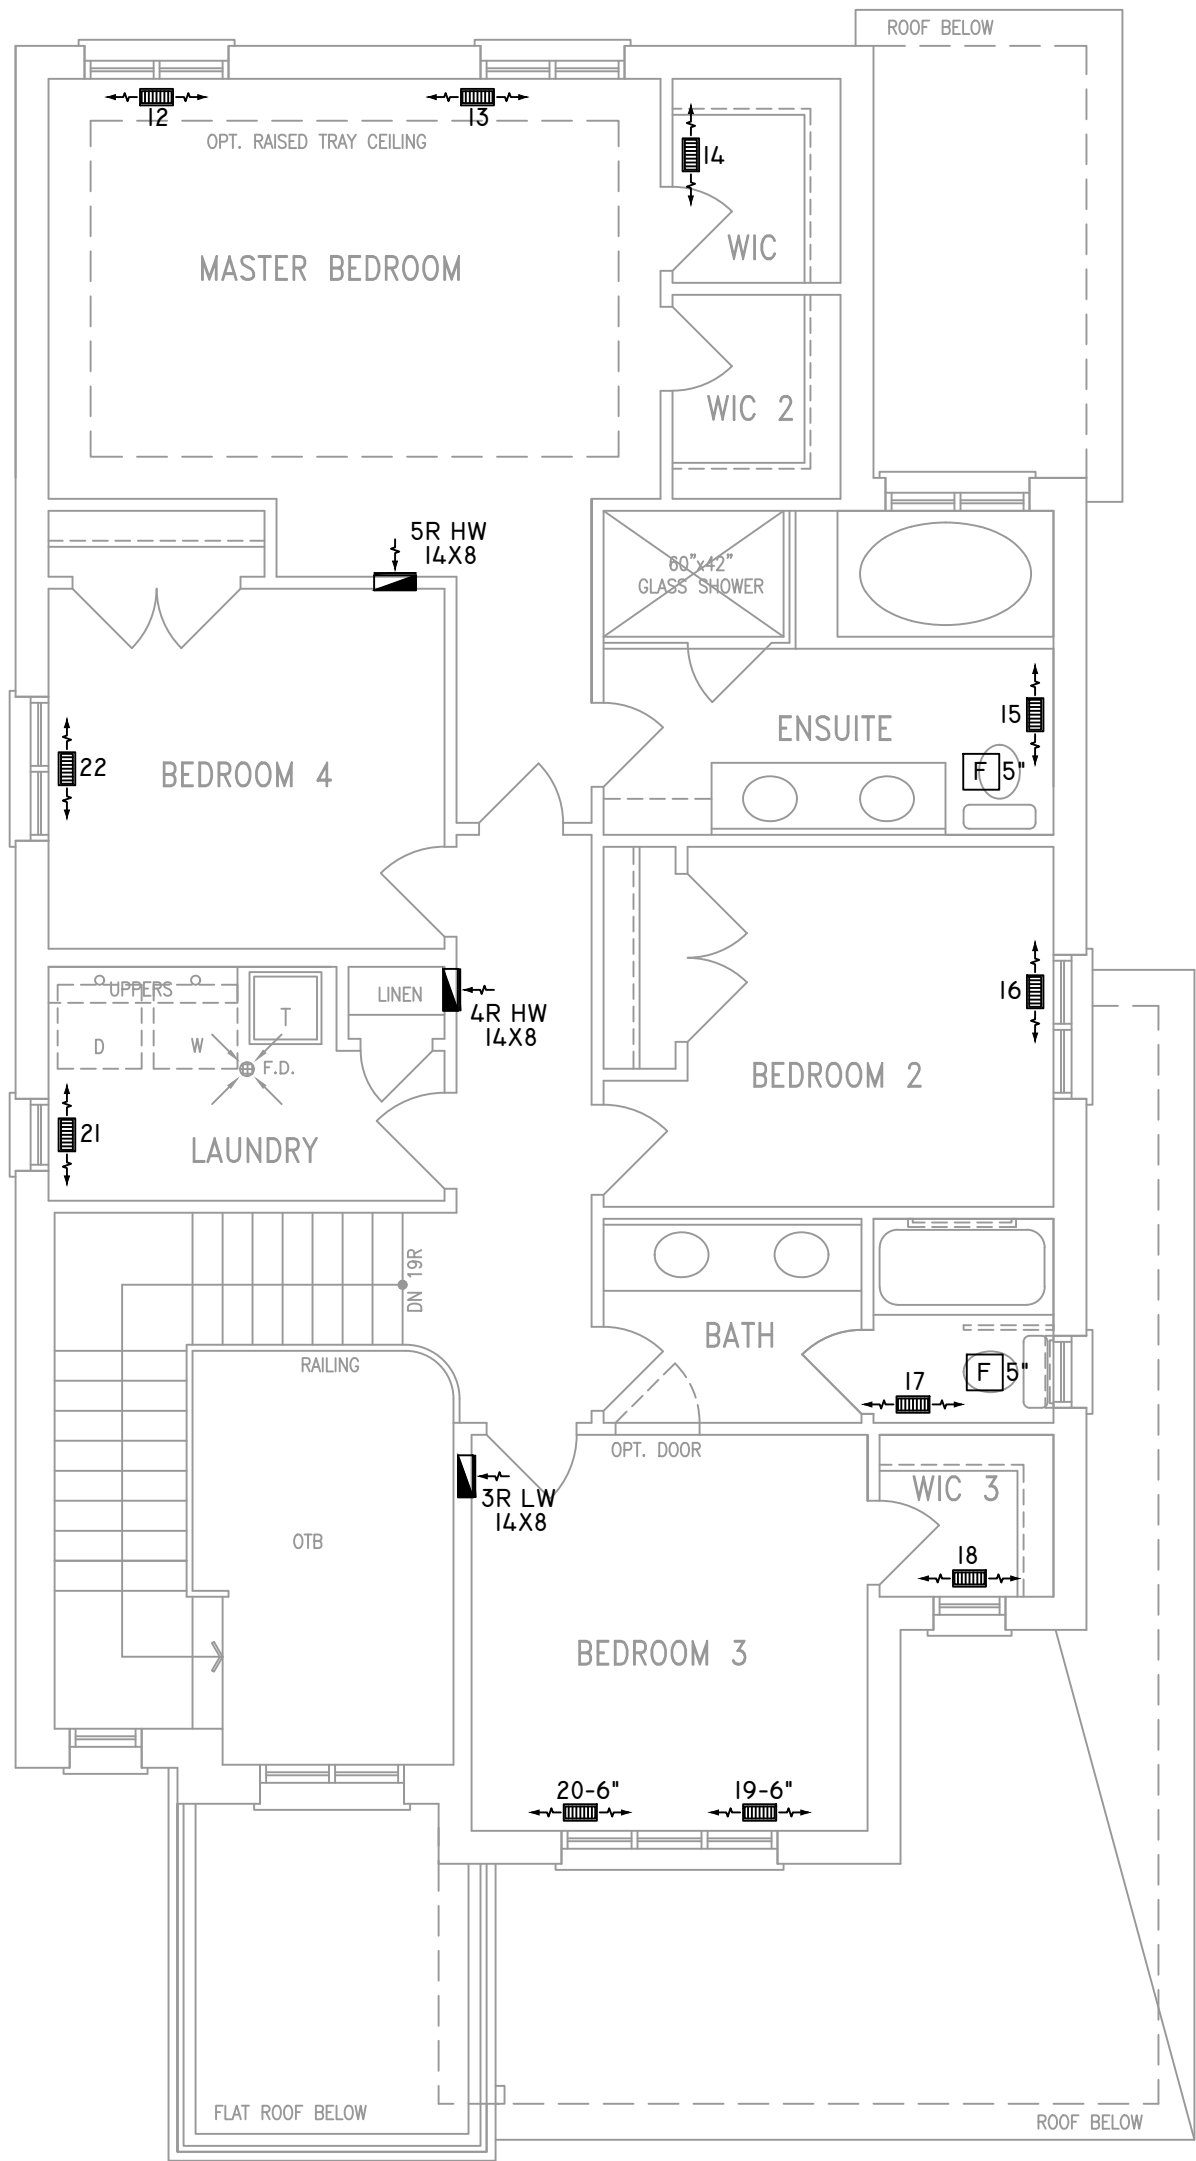 ROOF BELOW
12
13
OPT. RAISED TRAY CEILING
14
WIC
MASTER BEDROOM
WIC 2
5R HW
14X8
60"x42"
GLASS SHOWER
15
ENSUITE
F 5"
22
BEDROOM 4
UPPERS
LINEN
16
4R HW
14X8
T
D
W
F.D.
BEDROOM 2
21
LAUNDRY
DN 19R
BATH
RAILING
F 5"
17
OPT. DOOR
WIC 3
3R LW
14X8
OTB
18
BEDROOM 3
20-6"
19-6"
FLAT ROOF BELOW
ROOF BELOW